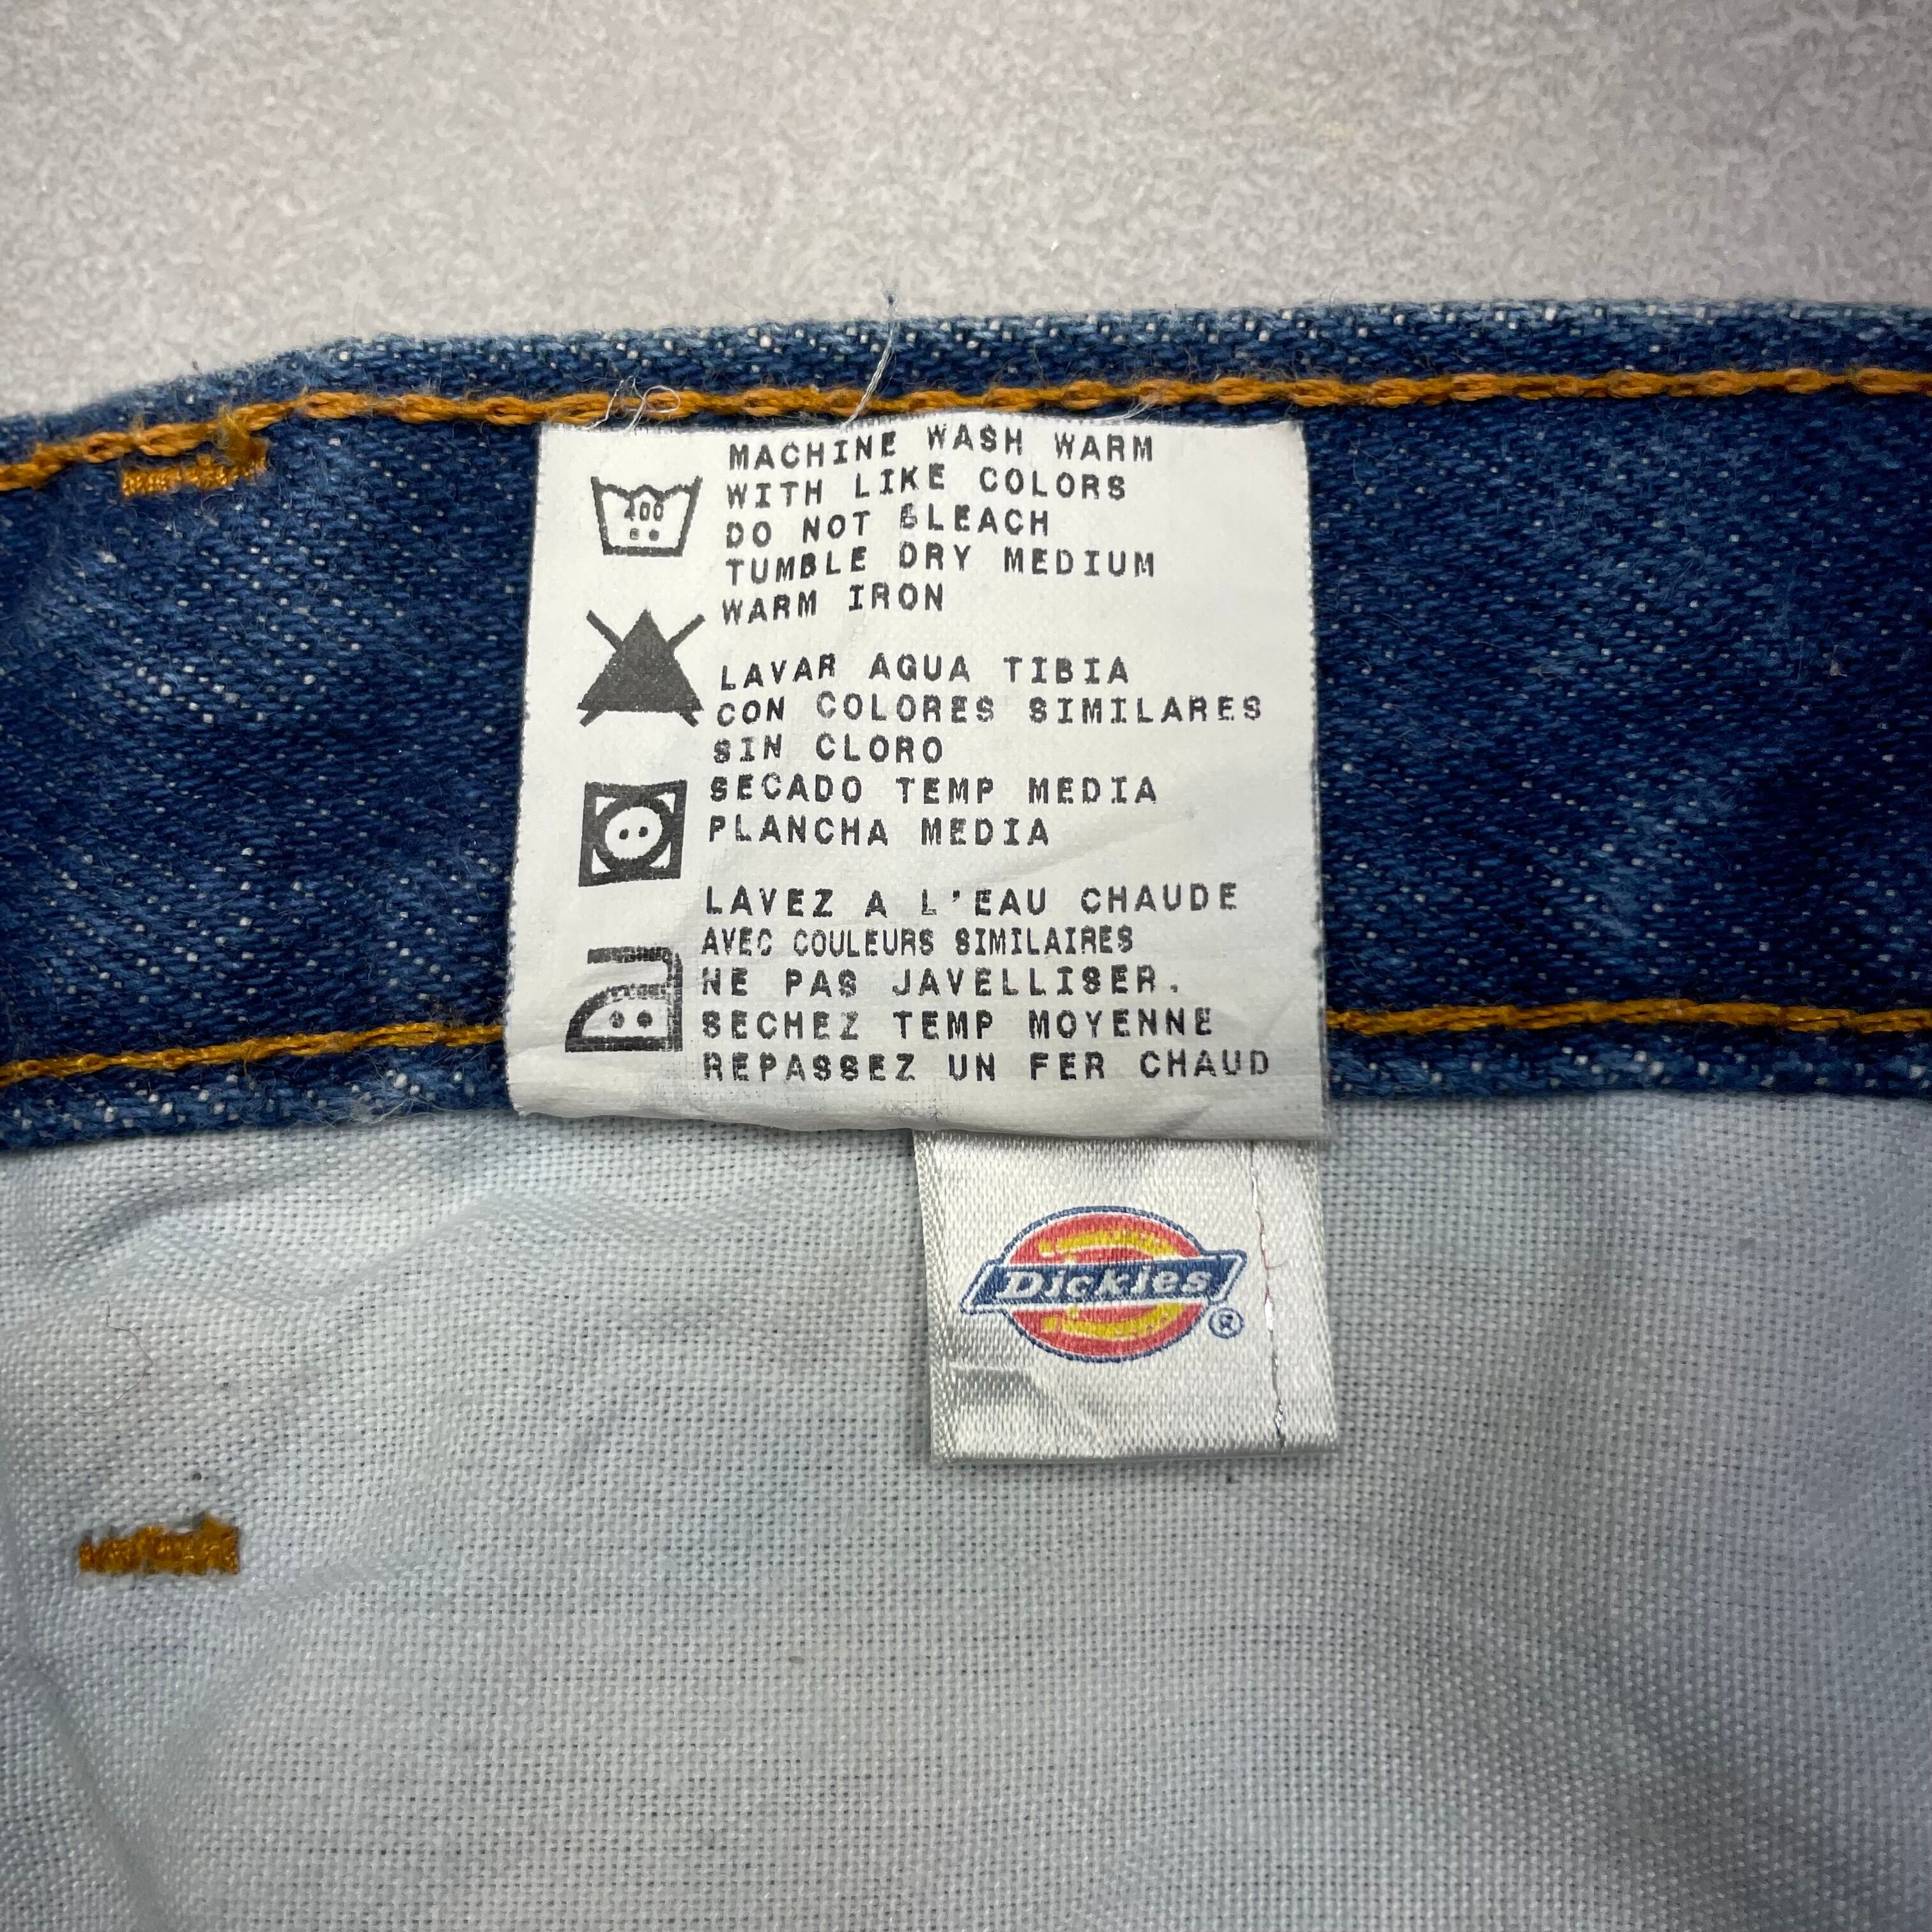 MACHINE WASH WARM
WITH LIKE COLORS
DO NOT BLEACH
TUMBLE DRY MEDIUM
WARM IRON
LAVAR AGUA TIBIA
CON COLORES SIMILARES
SIN CLORO
SECADO TEMP MEDIA
PLANCHA MEDIA
LAVEZ A L'EAU CHAUDE
AVEC COULEURS SIMILAIRES
NE PAS JAVELLISER.
SECHEZ TEMP MOYENNE
REPASSEZ UN FER CHAUD
Dickies®